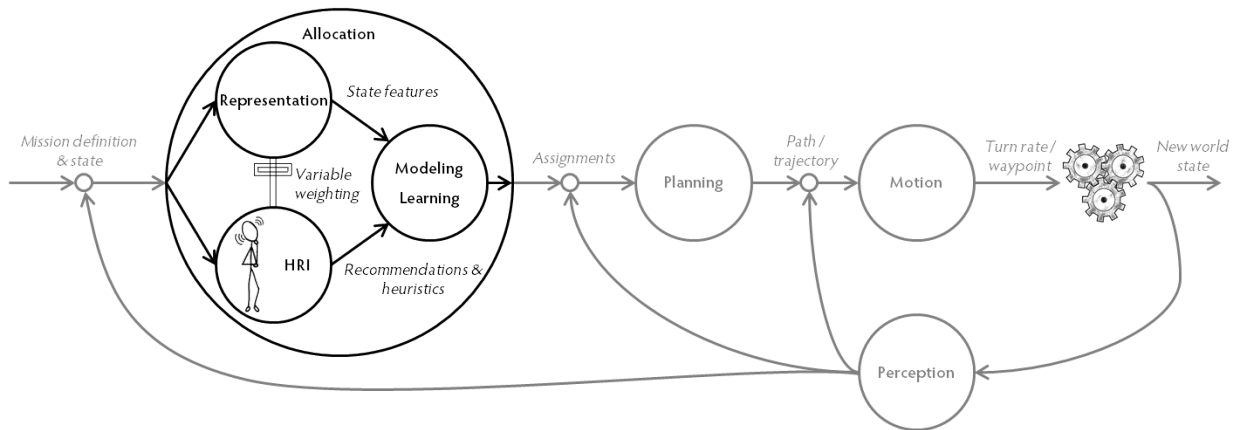 Allocation
Representation
State features
Mission definition
& state
Variable
weighting
Modeling
Learning
HRI
Recommendations &
heuristics
Assignments
Planning
Path /
trajectory
Motion
Turn rate /
waypoint
New world
state
Perception